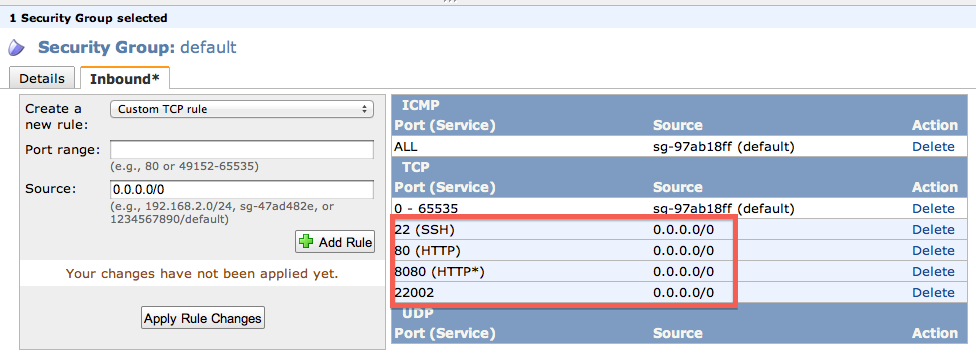 1 Security Group selected
Security Group: default
Details
Inbound*
Create a new rule:
Custom TCP rule
Port range:
(e.g., 80 or 49152-65535)
Source:
0.0.0.0/0
(e.g., 192.168.2.0/24, sg-47ad482e, or
1234567890/default)
Add Rule
Your changes have not been applied yet.
Apply Rule Changes
ICMP
Port (Service) Source Action
ALL sg-97ab18ff (default) Delete
TCP
Port (Service) Source Action
0 - 65535 sg-97ab18ff (default) Delete
22 (SSH) 0.0.0.0/0 Delete
80 (HTTP) 0.0.0.0/0 Delete
8080 (HTTP*) 0.0.0.0/0 Delete
22002 0.0.0.0/0 Delete
UDP
Port (Service) Source Action